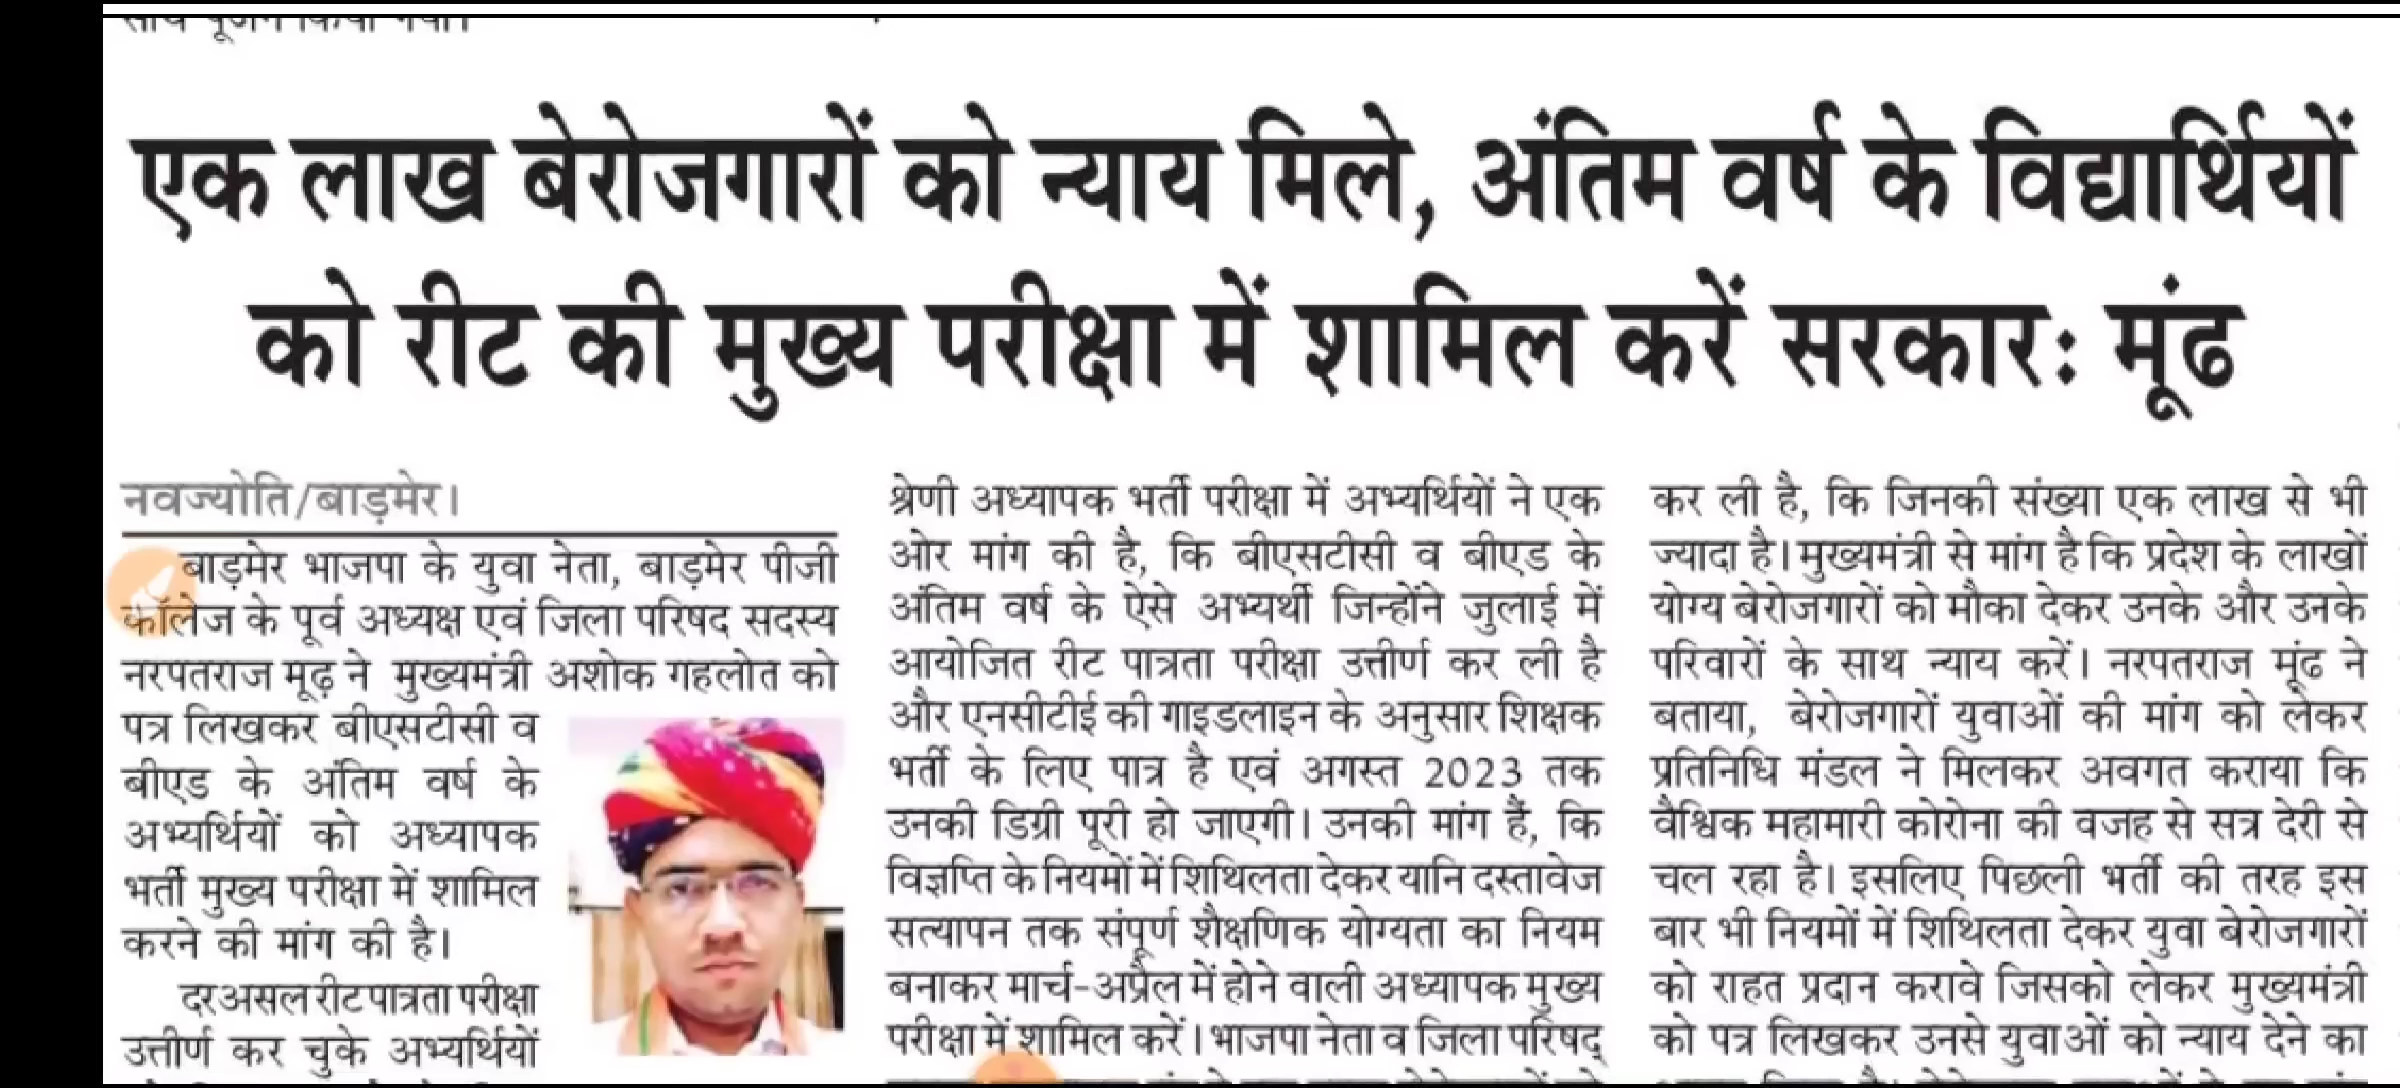 एक लाख बेरोजगारों को न्याय मिले, अंतिम वर्ष के विद्यार्थियों
को रीट की मुख्य परीक्षा में शामिल करें सरकारः मूंढ
नवज्योति/बाड़मेर।
बाड़मेर भाजपा के युवा नेता, बाड़मेर पीजी
कॉलेज के पूर्व अध्यक्ष एवं जिला परिषद सदस्य
नरपतराज मूढ़ ने मुख्यमंत्री अशोक गहलोत को
पत्र लिखकर बीएसटीसी व
बीएड के अंतिम वर्ष के
अभ्यर्थियों को अध्यापक
भर्ती मुख्य परीक्षा में शामिल
करने की मांग की है।
दरअसल रीट पात्रता परीक्षा
उत्तीर्ण कर चुके अभ्यर्थियों
श्रेणी अध्यापक भर्ती परीक्षा में अभ्यर्थियों ने एक
ओर मांग की है, कि बीएसटीसी व बीएड के
अंतिम वर्ष के ऐसे अभ्यर्थी जिन्होंने जुलाई में
आयोजित रीट पात्रता परीक्षा उत्तीर्ण कर ली है
और एनसीटीई की गाइडलाइन के अनुसार शिक्षक
भर्ती के लिए पात्र है एवं अगस्त 2023 तक
उनकी डिग्री पूरी हो जाएगी। उनकी मांग हैं, कि
विज्ञप्ति के नियमों में शिथिलता देकर यानि दस्तावेज
सत्यापन तक संपूर्ण शैक्षणिक योग्यता का नियम
बनाकर मार्च-अप्रैल में होने वाली अध्यापक मुख्य
परीक्षा में शामिल करें। भाजपा नेता व जिला परिषद्
कर ली है, कि जिनकी संख्या एक लाख से भी
ज्यादा है। मुख्यमंत्री से मांग है कि प्रदेश के लाखों
योग्य बेरोजगारों को मौका देकर उनके और उनके
परिवारों के साथ न्याय करें। नरपतराज मूंढ ने
बताया, बेरोजगारों युवाओं की मांग को लेकर
प्रतिनिधि मंडल ने मिलकर अवगत कराया कि
वैश्विक महामारी कोरोना की वजह से सत्र देरी से
चल रहा है। इसलिए पिछली भर्ती की तरह इस
बार भी नियमों में शिथिलता देकर युवा बेरोजगारों
को राहत प्रदान करावे जिसको लेकर मुख्यमंत्री
को पत्र लिखकर उनसे युवाओं को न्याय देने का